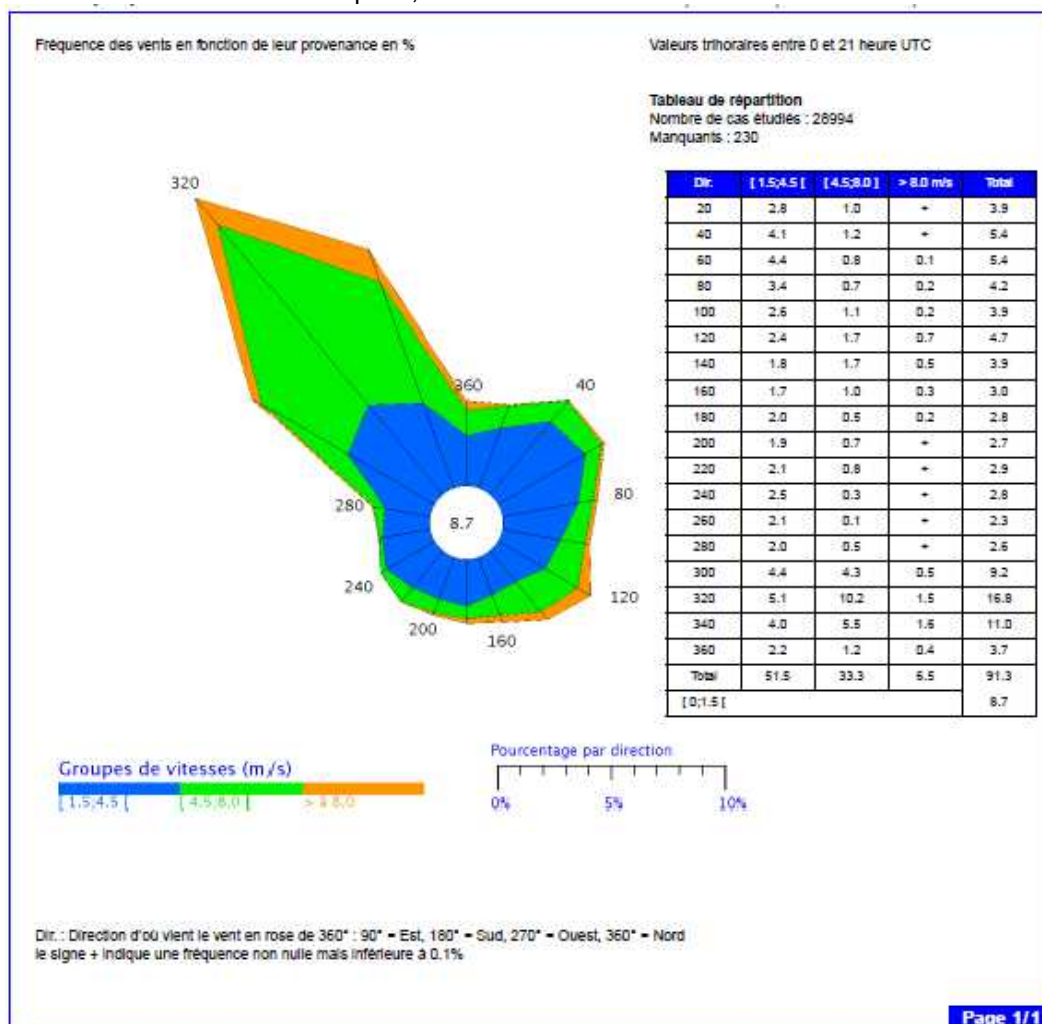 Fréquence des vents en fonction de leur provenance en %
Valeurs trihoraires entre 0 et 21 heure UTC
Tableau de répartition
Nombre de cas étudiés : 28994
Manquants : 230
320
360
40
80
120
160
200
240
280
8.7
Dir. [ 1.5;4.5 [ [ 4.5;8.0 ] > 8.0 m/s Total
20 2.8 1.0 + 3.9
40 4.1 1.2 + 5.4
60 4.4 0.8 0.1 5.4
80 3.4 0.7 0.2 4.2
100 2.6 1.1 0.2 3.9
120 2.4 1.7 0.7 4.7
140 1.8 1.7 0.5 3.9
160 1.7 1.0 0.3 3.0
180 2.0 0.5 0.2 2.8
200 1.9 0.7 + 2.7
220 2.1 0.8 + 2.9
240 2.5 0.3 + 2.8
260 2.1 0.1 + 2.3
280 2.0 0.5 + 2.6
300 4.4 4.3 0.5 9.2
320 5.1 10.2 1.5 16.8
340 4.0 5.5 1.6 11.0
360 2.2 1.2 0.4 3.7
Total 51.5 33.3 6.5 91.3
[ 0;1.5 [ 8.7
Groupes de vitesses (m/s)
[ 1.5;4.5 [ [ 4.5;8.0 ] > à 8.0
Pourcentage par direction
0% 5% 10%
Dir. : Direction d'où vient le vent en rose de 360° : 90° = Est, 180° = Sud, 270° = Ouest, 360° = Nord
le signe + indique une fréquence non nulle mais inférieure à 0.1%
Page 1/1